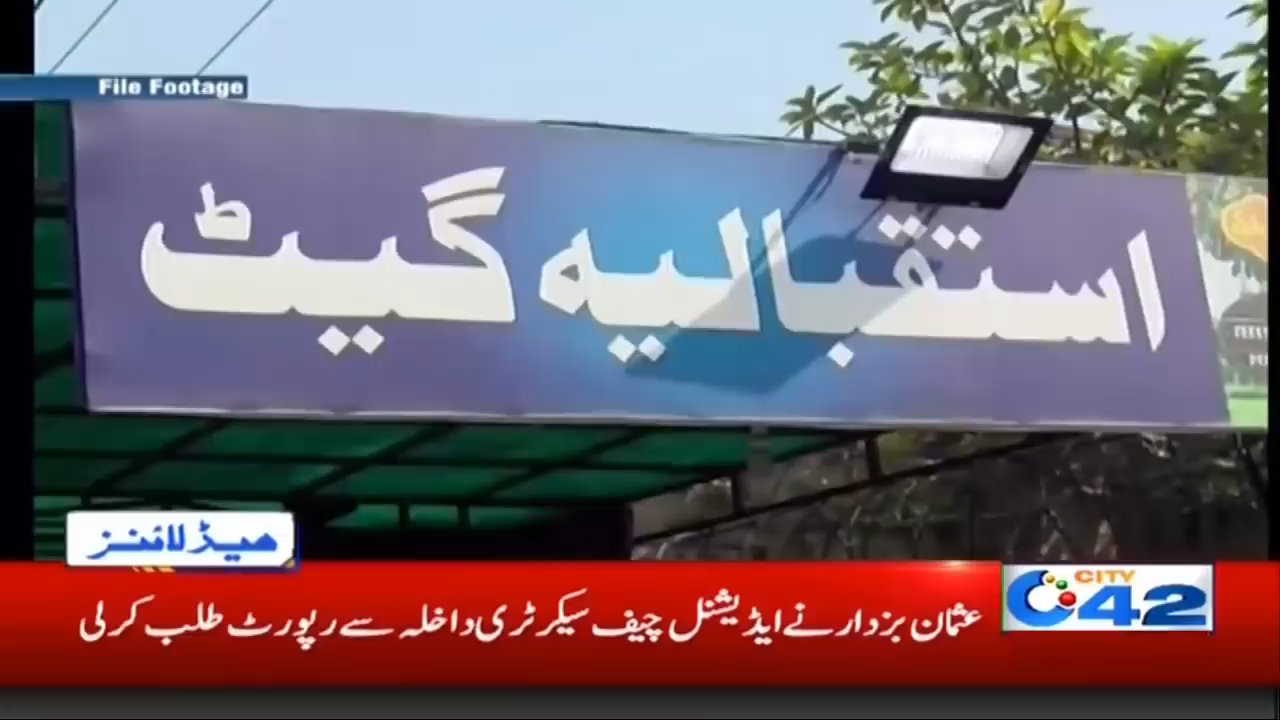 File Footage
استقبالیہ گیٹ
ہیڈلائنز
CITY
42
عثمان بزدار نے ایڈیشنل چیف سیکرٹری داخلہ سے رپورٹ طلب کرلی